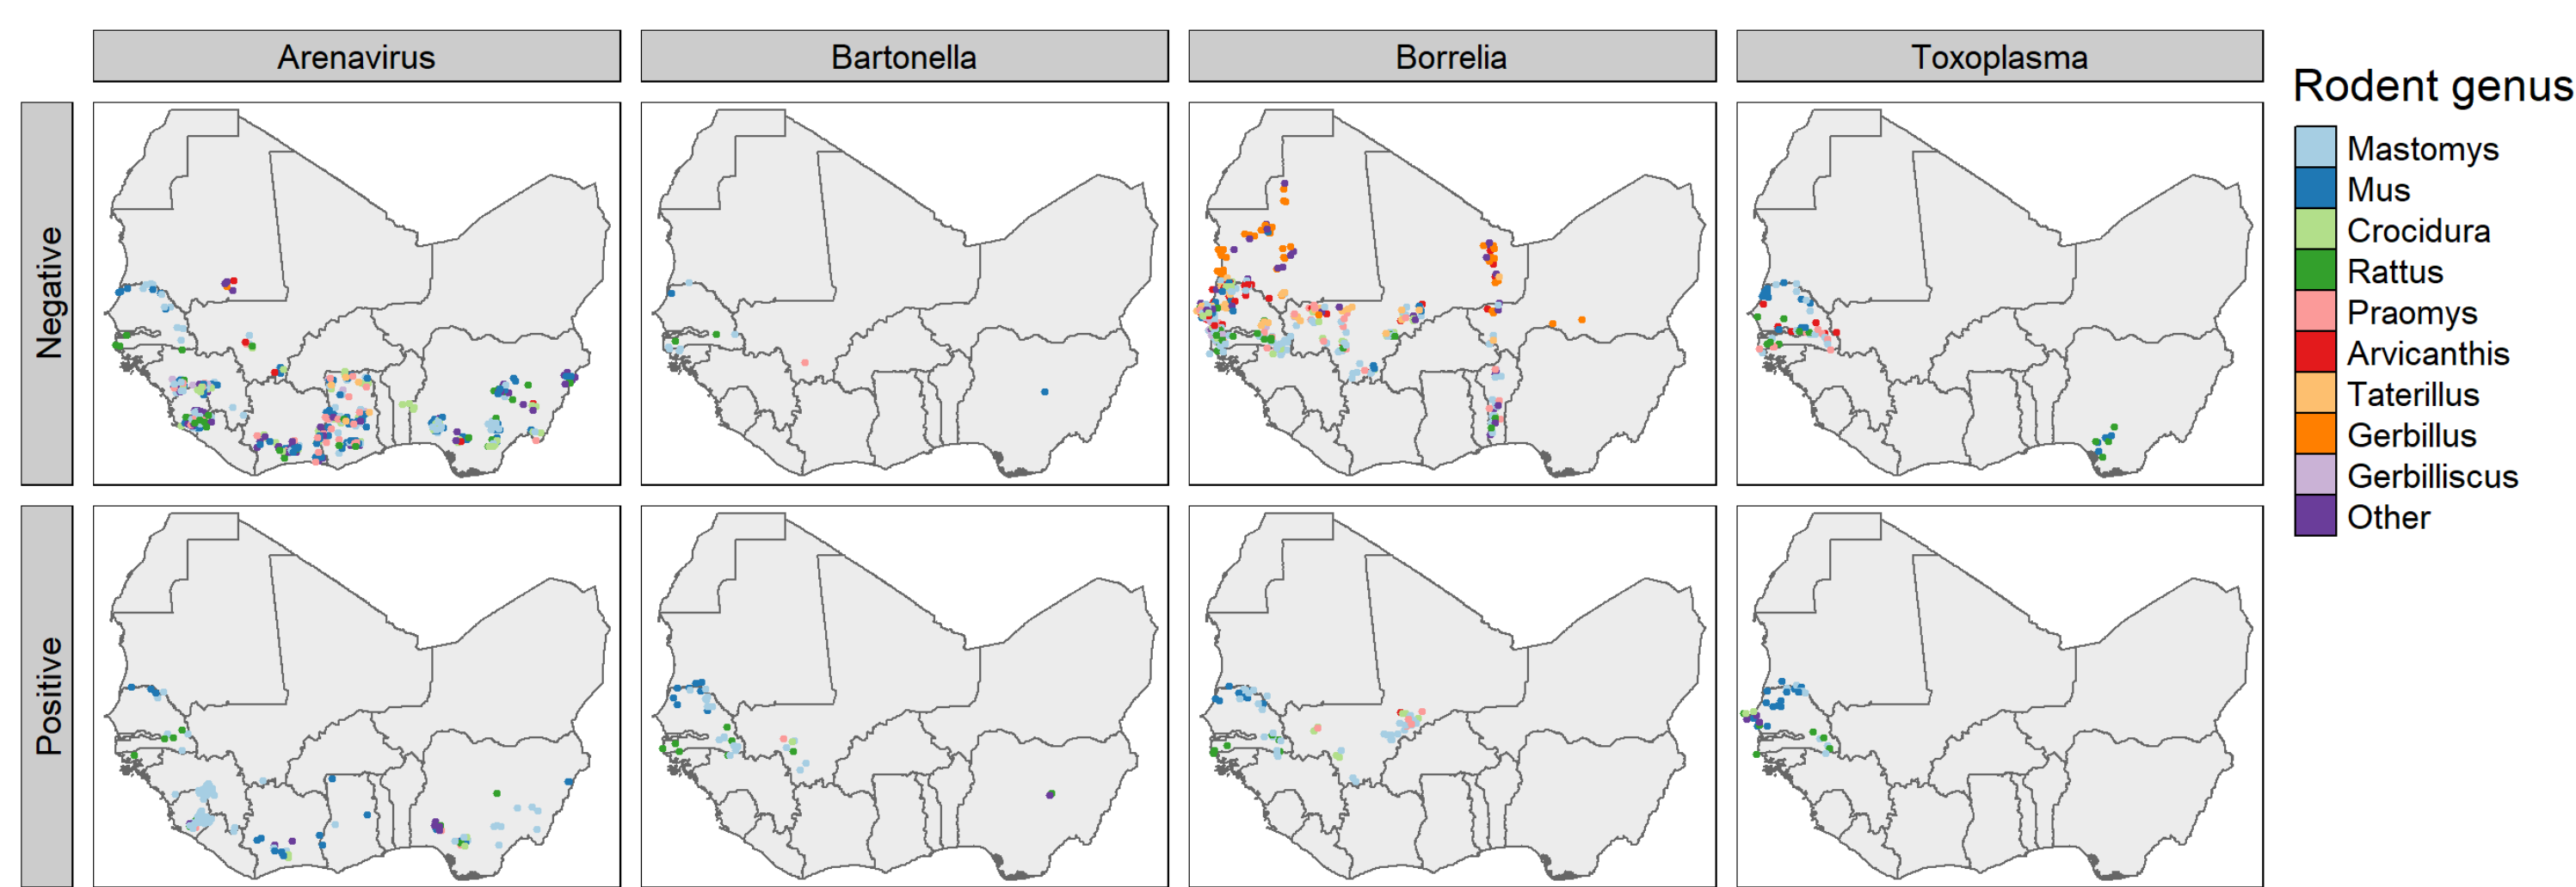 Arenavirus
Bartonella
Borrelia
Toxoplasma
Rodent genus
Mastomys
Mus
Crocidura
Rattus
Praomys
Arvicanthis
Taterillus
Gerbillus
Gerbilliscus
Other
Negative
Positive